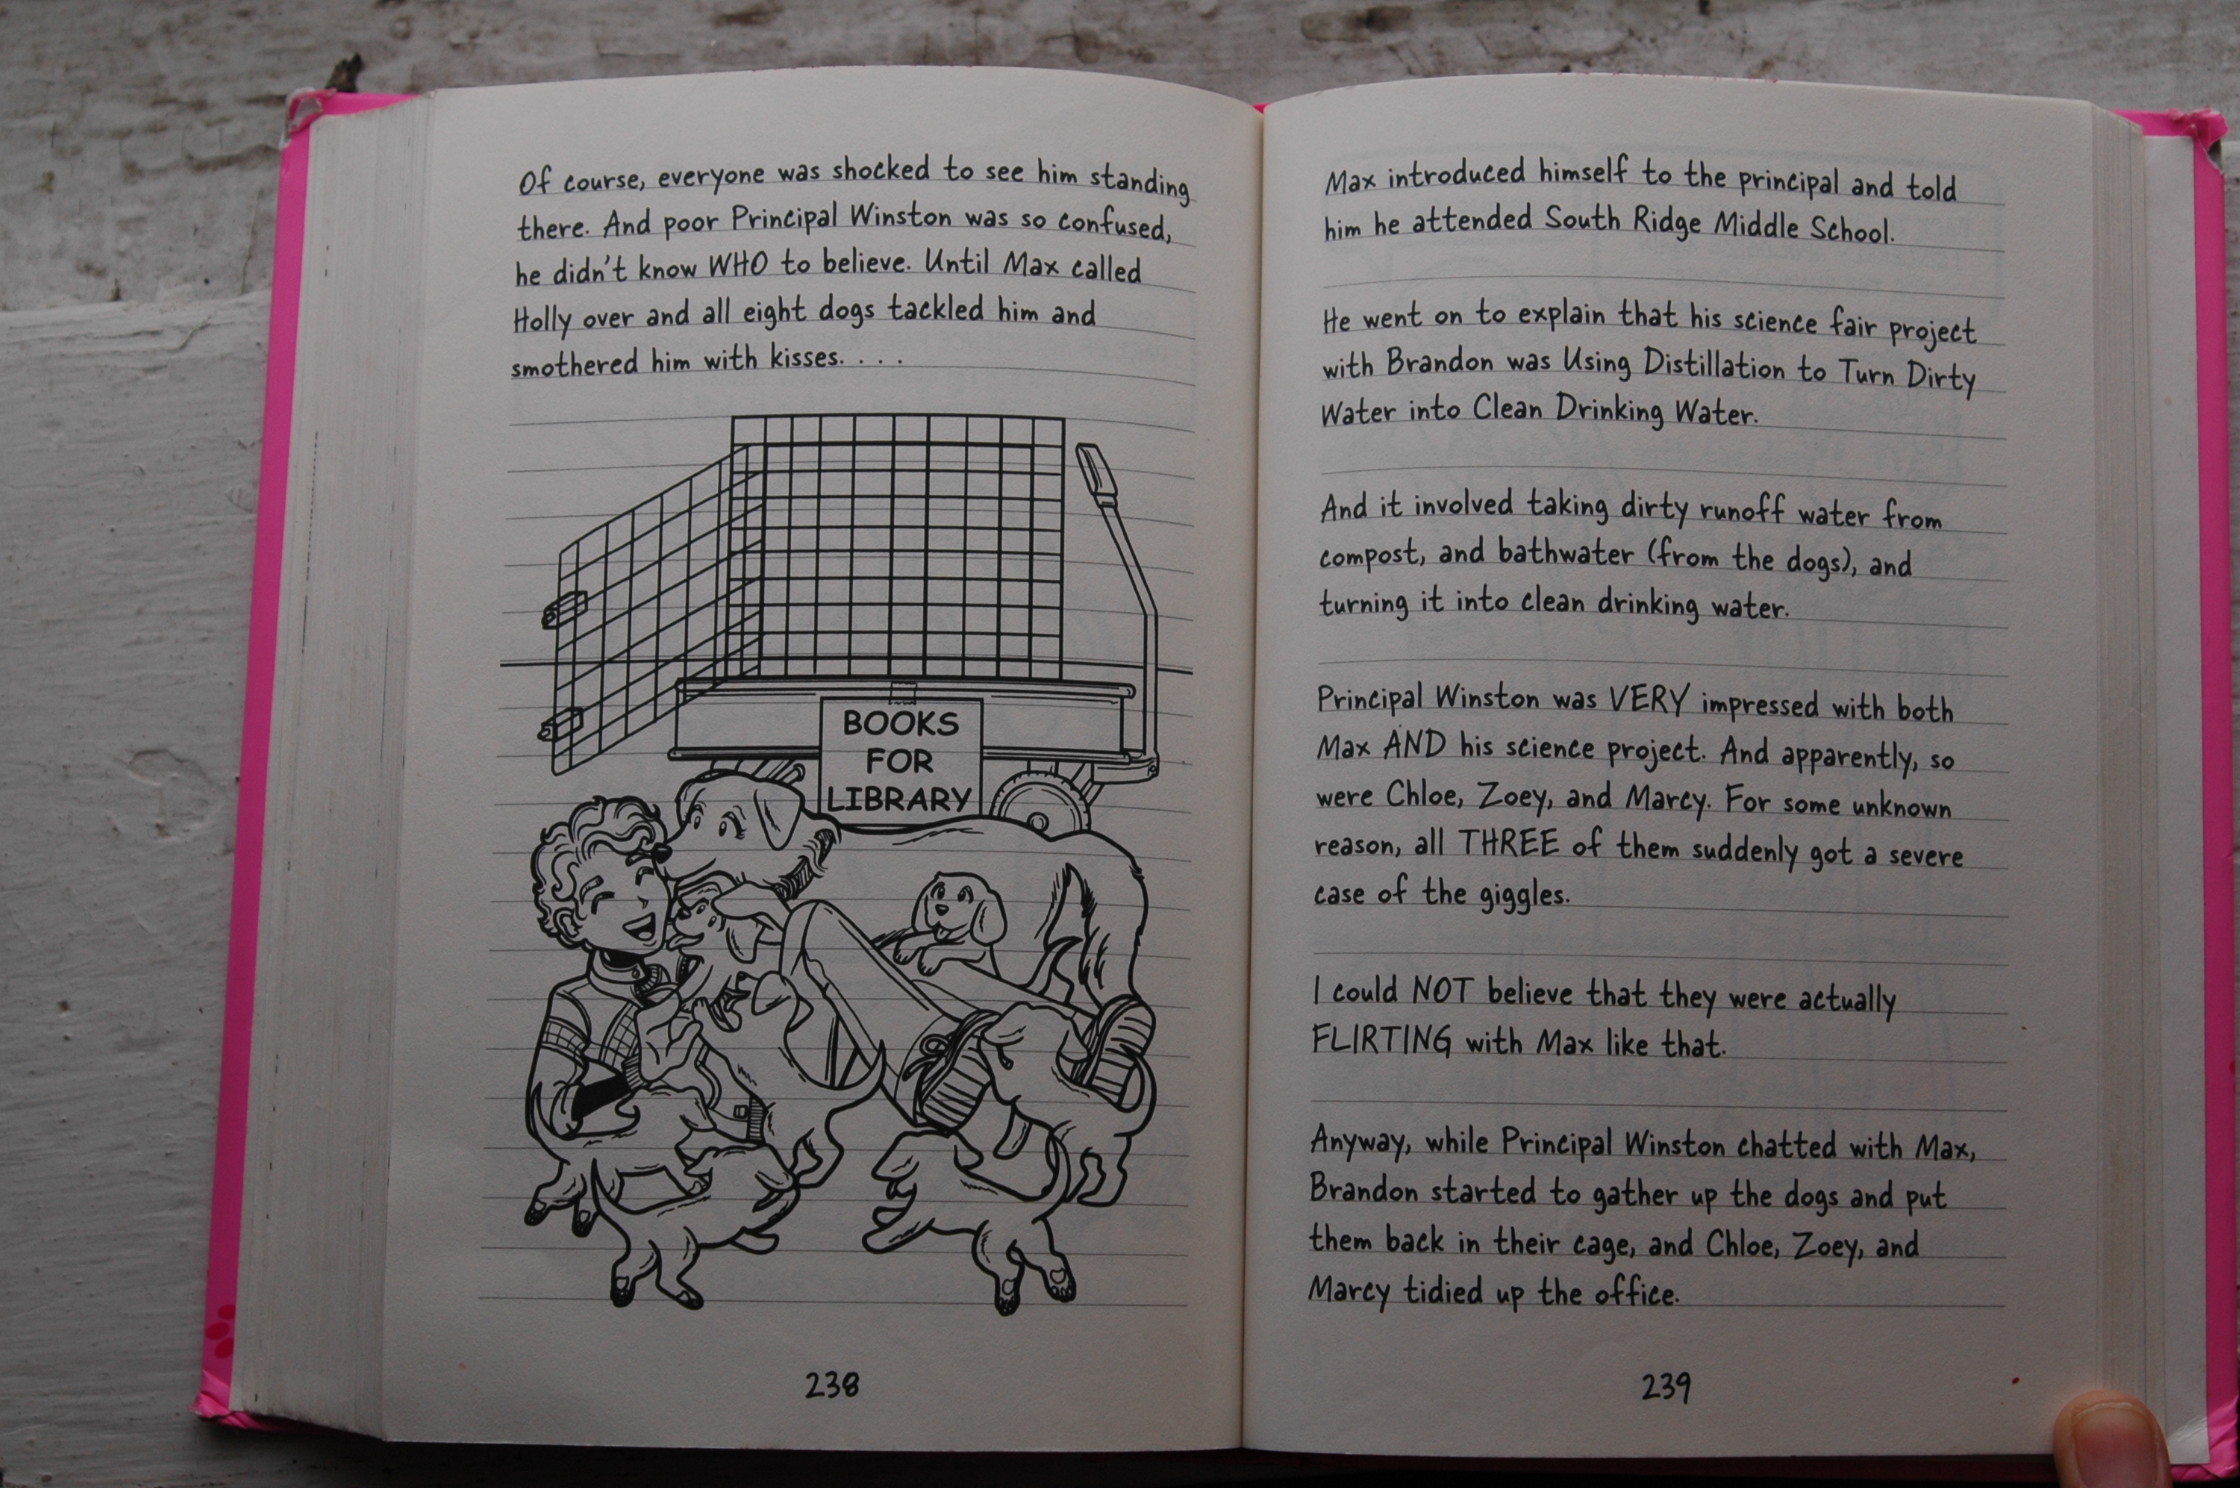 Of course, everyone was shocked to see him standing
there. And poor Principal Winston was so confused,
he didn't know WHO to believe. Until Max called
Holly over and all eight dogs tackled him and
smothered him with kisses. . . .
BOOKS
FOR
LIBRARY
238
Max introduced himself to the principal and told
him he attended South Ridge Middle School.
He went on to explain that his science fair project
with Brandon was Using Distillation to Turn Dirty
Water into Clean Drinking Water.
And it involved taking dirty runoff water from
compost, and bathwater (from the dogs), and
turning it into clean drinking water.
Principal Winston was VERY impressed with both
Max AND his science project. And apparently, so
were Chloe, Zoey, and Marcy. For some unknown
reason, all THREE of them suddenly got a severe
case of the giggles.
I could NOT believe that they were actually
FLIRTING with Max like that.
Anyway, while Principal Winston chatted with Max,
Brandon started to gather up the dogs and put
them back in their cage, and Chloe, Zoey, and
Marcy tidied up the office.
239